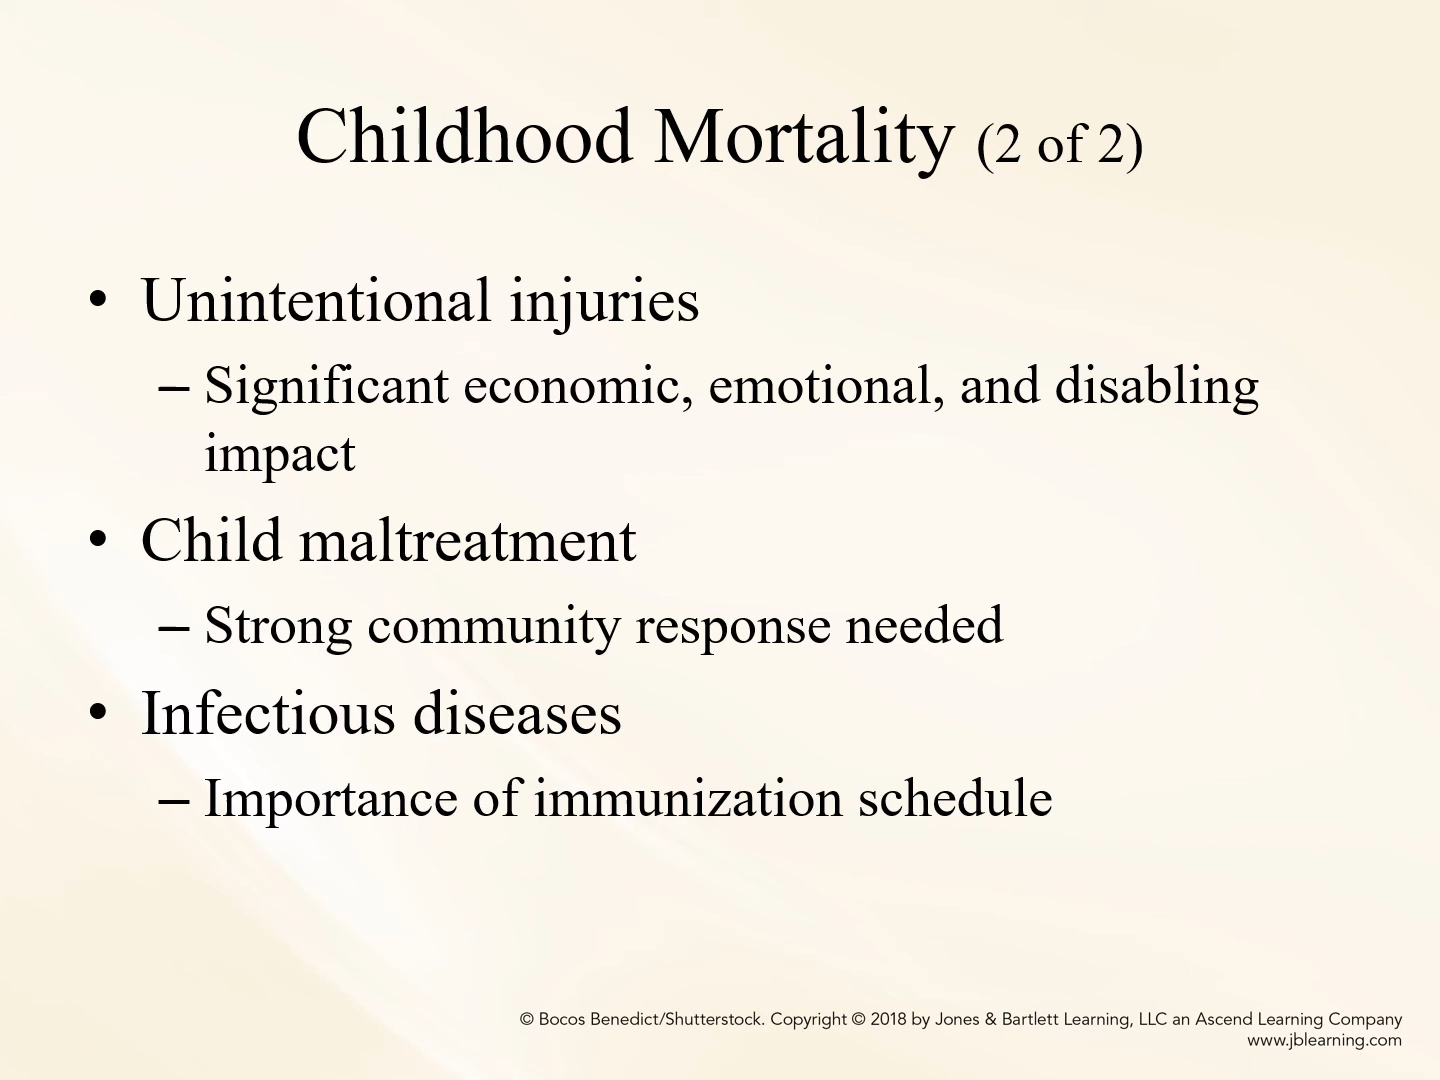 Childhood Mortality (2 of 2)
• Unintentional injuries
– Significant economic, emotional, and disabling
impact
• Child maltreatment
– Strong community response needed
• Infectious diseases
– Importance of immunization schedule
© Bocos Benedict/Shutterstock. Copyright © 2018 by Jones & Bartlett Learning, LLC an Ascend Learning Company
www.jblearning.com